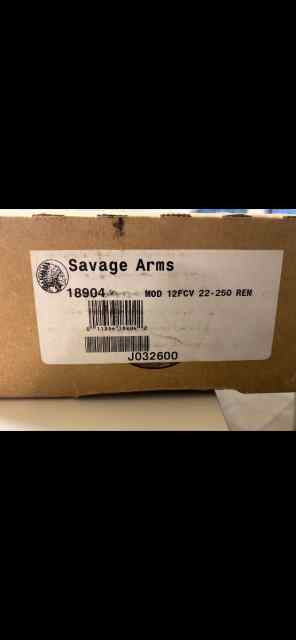 Savage Arms
18904 MOD 12FCV 22-250 REM
J032600